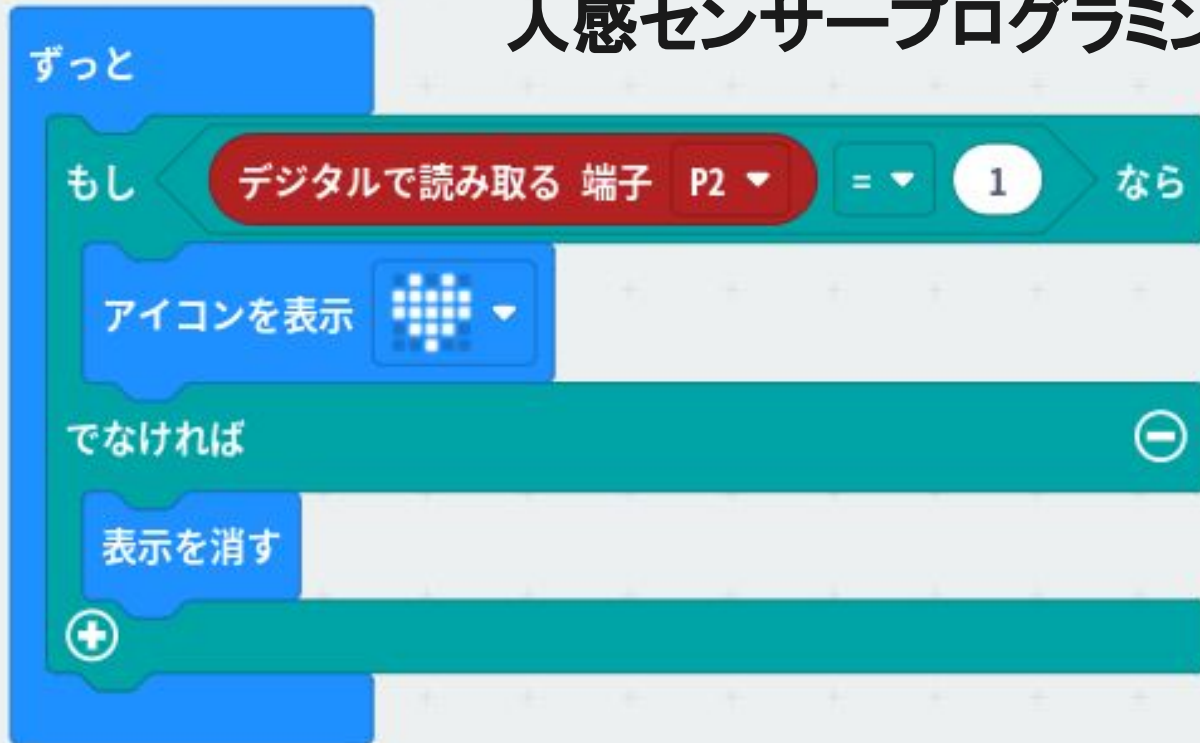 人感センサープログラミン
ずっと
もし デジタルで読み取る 端子 P2 = 1 なら
アイコンを表示
でなければ
表示を消す